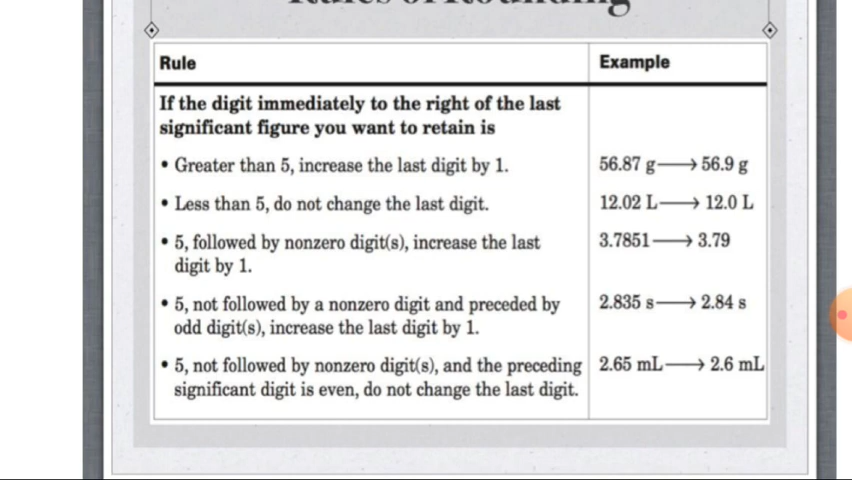 Rules of Rounding
Rule Example
If the digit immediately to the right of the last
significant figure you want to retain is
• Greater than 5, increase the last digit by 1. 56.87 g⟶56.9 g
• Less than 5, do not change the last digit. 12.02 L⟶ 12.0 L
• 5, followed by nonzero digit(s), increase the last 3.7851⟶ 3.79
digit by 1.
• 5, not followed by a nonzero digit and preceded by 2.835 s⟶ 2.84 s
odd digit(s), increase the last digit by 1.
• 5, not followed by nonzero digit(s), and the preceding 2.65 mL⟶ 2.6 mL
significant digit is even, do not change the last digit.